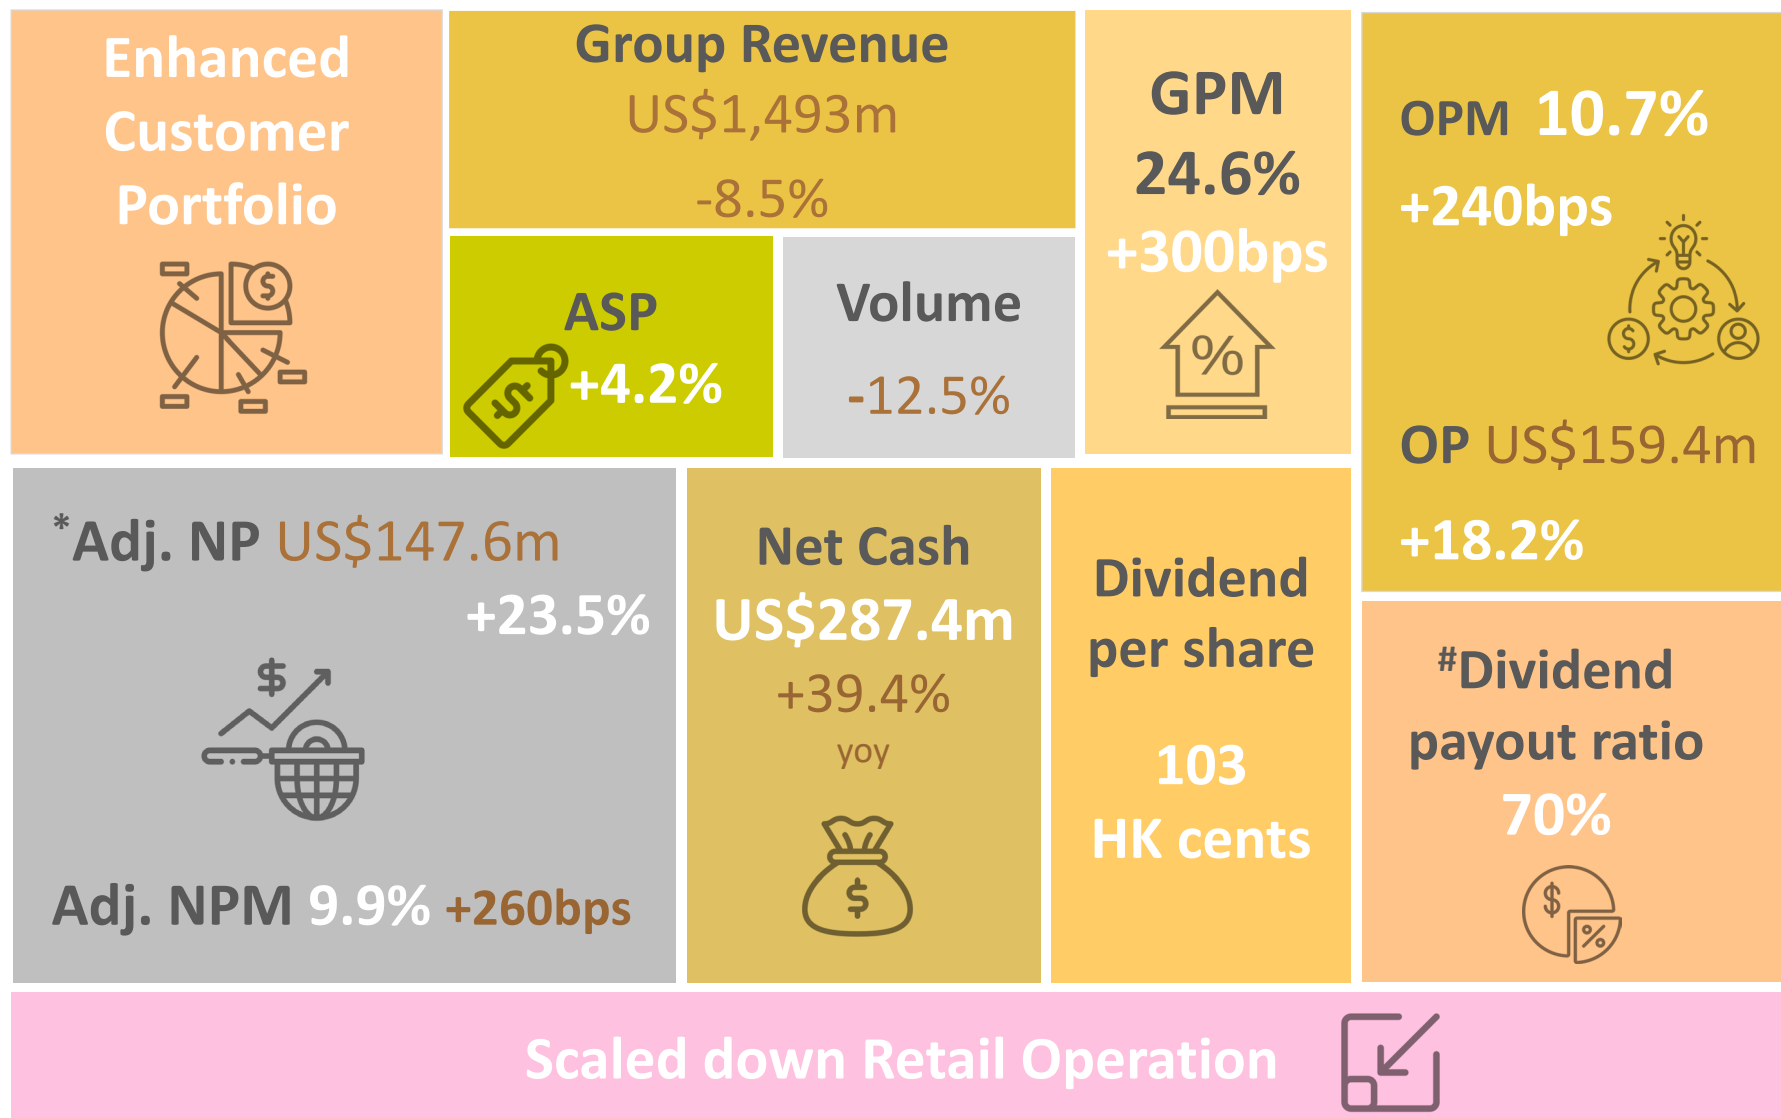 Enhanced
Customer
Portfolio
Group Revenue
US$1,493m
-8.5%
ASP
+4.2%
Volume
-12.5%
GPM
24.6%
+300bps
%
OPM 10.7%
+240bps
$
OP US$159.4m
+18.2%
*Adj. NP US$147.6m
+23.5%
$
Adj. NPM 9.9% +260bps
Net Cash
US$287.4m
+39.4%
yoy
$
Dividend
per share
103
HK cents
#Dividend
payout ratio
70%
$
%
Scaled down Retail Operation